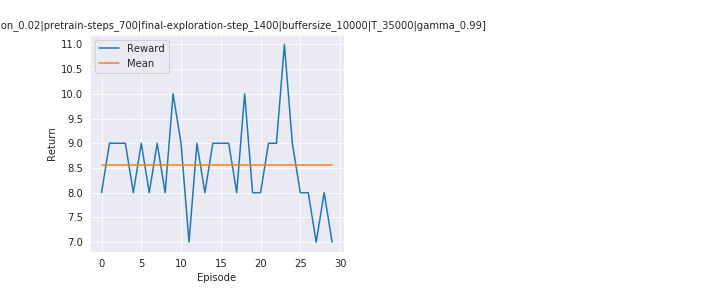 on_0.02|pretrain-steps_700|final-exploration-step_1400|buffersize_10000|T_35000|gamma_0.99]
Reward
Mean
11.0
10.5
10.0
9.5
9.0
8.5
8.0
7.5
7.0
Return
0 5 10 15 20 25 30
Episode